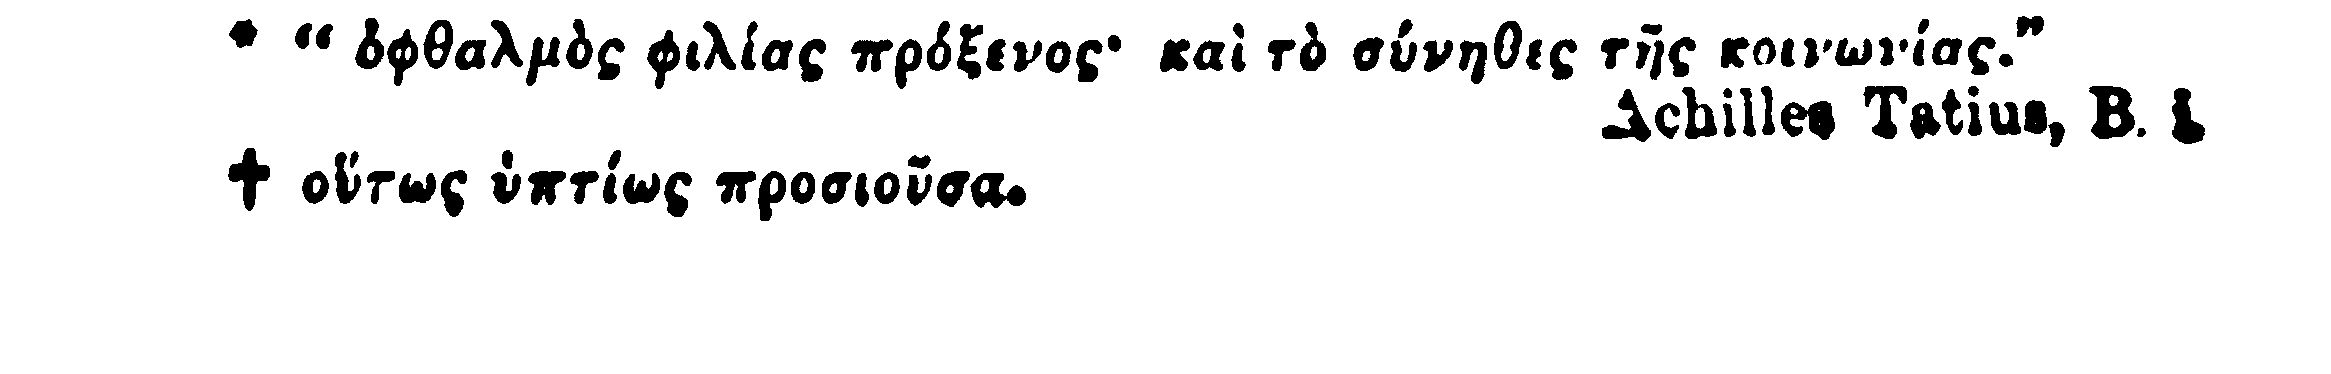 * “ ὀφθαλμὸς φιλίας πρόξενος· καὶ τὸ σύνηθες τῆς κοινωνίας.”
Achilles Tatius, B. i.
† οὕτως ὑπτίως προσιοῦσα.